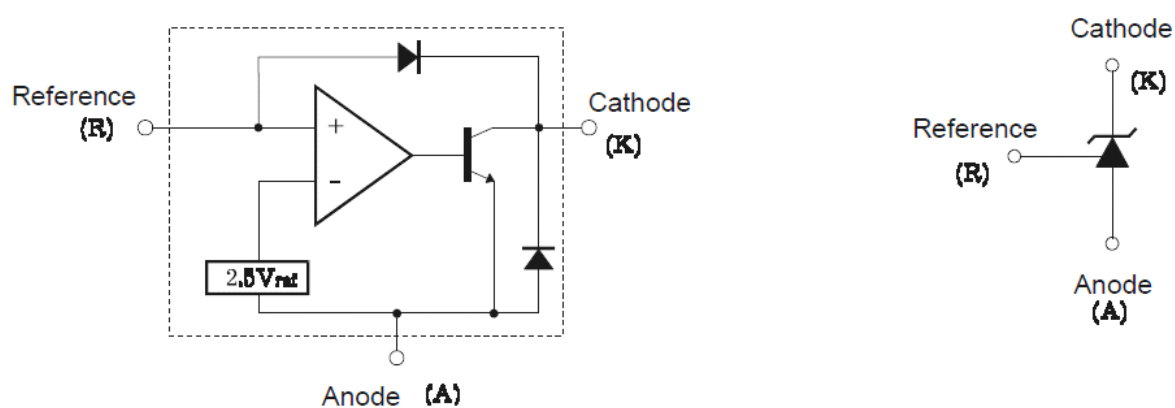 Reference
(R)
+
−
2.5Vref
Cathode
(K)
Anode (A)
Cathode
(K)
Reference
(R)
Anode
(A)